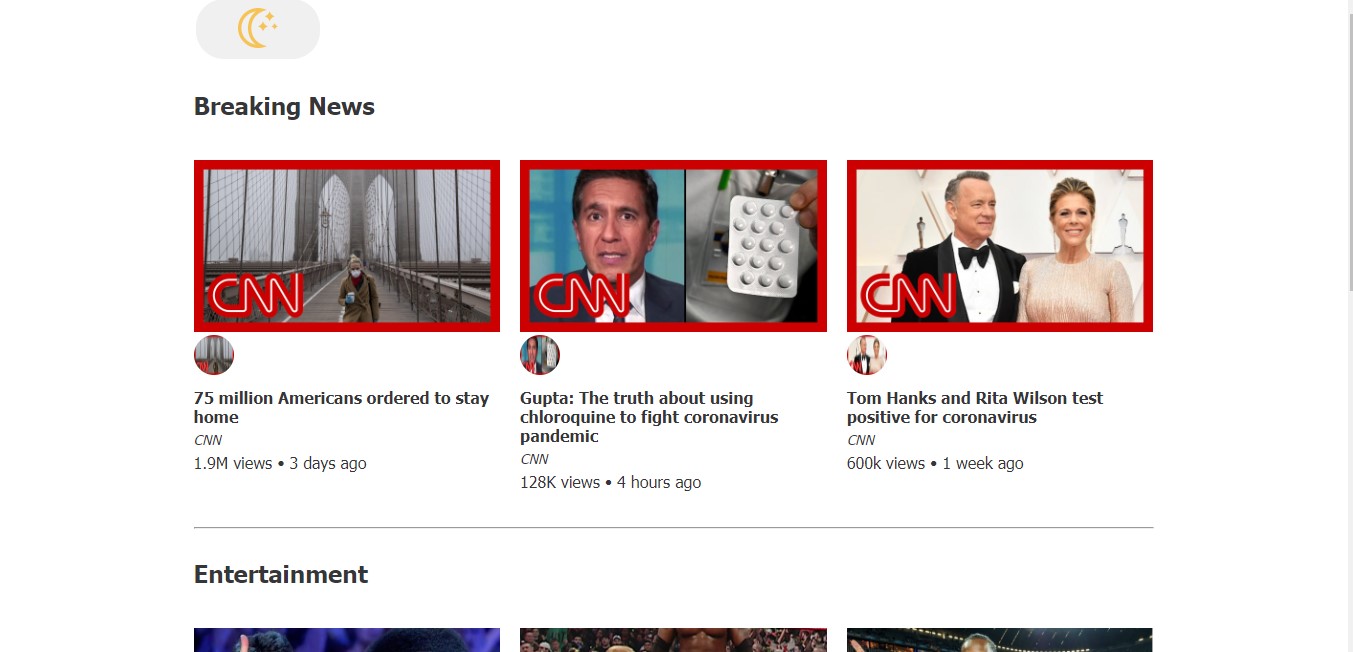 Breaking News
CNN
CNN
CNN
75 million Americans ordered to stay
home
CNN
1.9M views • 3 days ago
Gupta: The truth about using
chloroquine to fight coronavirus
pandemic
CNN
128K views • 4 hours ago
Tom Hanks and Rita Wilson test
positive for coronavirus
CNN
600k views • 1 week ago
Entertainment